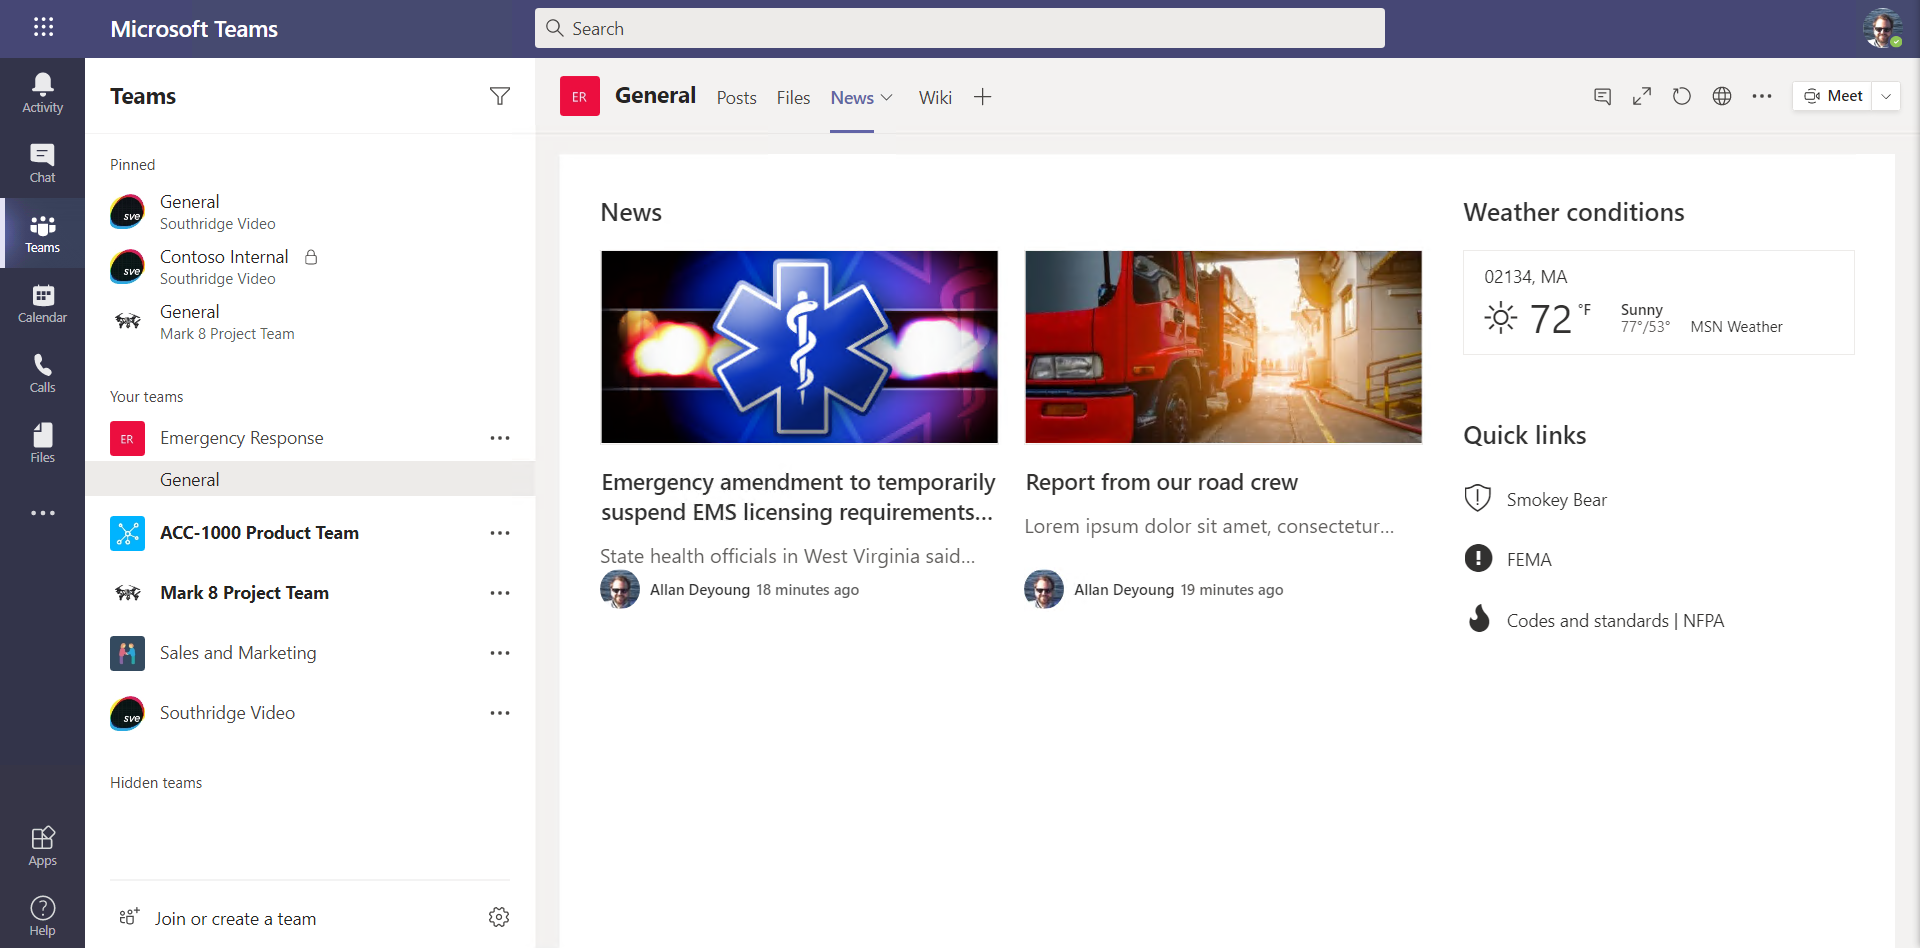 Microsoft Teams
Search
Activity
Chat
Teams
Calendar
Calls
Files
Apps
Help
Teams
Pinned
sve
General
Southridge Video
sve
Contoso Internal
Southridge Video
General
Mark 8 Project Team
Your teams
ER
Emergency Response
General
ACC-1000 Product Team
Mark 8 Project Team
Sales and Marketing
sve
Southridge Video
Hidden teams
Join or create a team
ER
General
Posts
Files
News
Wiki
Meet
News
Emergency amendment to temporarily
suspend EMS licensing requirements...
State health officials in West Virginia said...
Allan Deyoung 18 minutes ago
Report from our road crew
Lorem ipsum dolor sit amet, consectetur...
Allan Deyoung 19 minutes ago
Weather conditions
02134, MA
72 °F
Sunny
77°/53°
MSN Weather
Quick links
Smokey Bear
FEMA
Codes and standards | NFPA